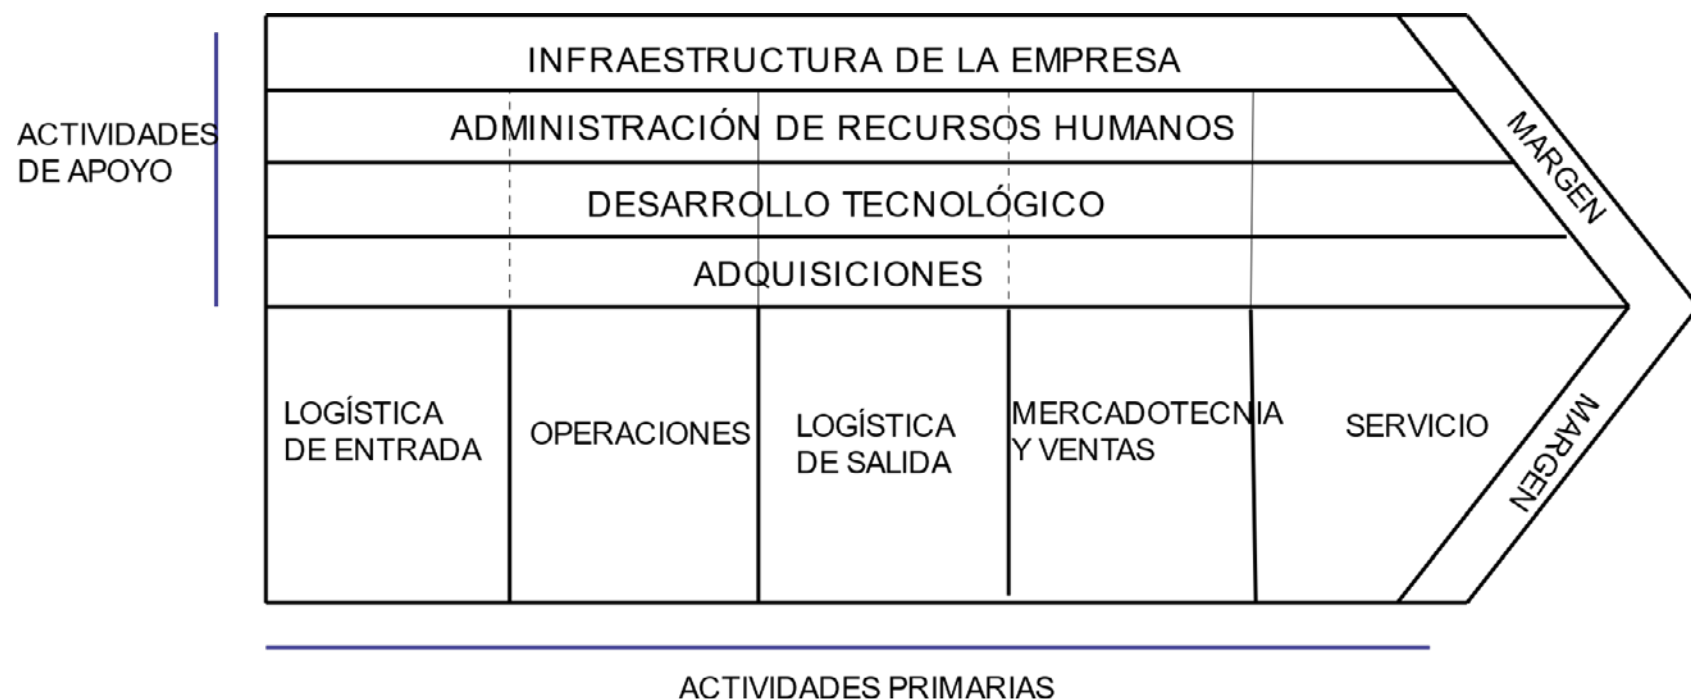 INFRAESTRUCTURA DE LA EMPRESA
ACTIVIDADES
DE APOYO
ADMINISTRACIÓN DE RECURSOS HUMANOS
DESARROLLO TECNOLÓGICO
ADQUISICIONES
MARGEN
LOGÍSTICA
DE ENTRADA
OPERACIONES
LOGÍSTICA
DE SALIDA
MERCADOTECNIA
Y VENTAS
SERVICIO
MARGEN
ACTIVIDADES PRIMARIAS